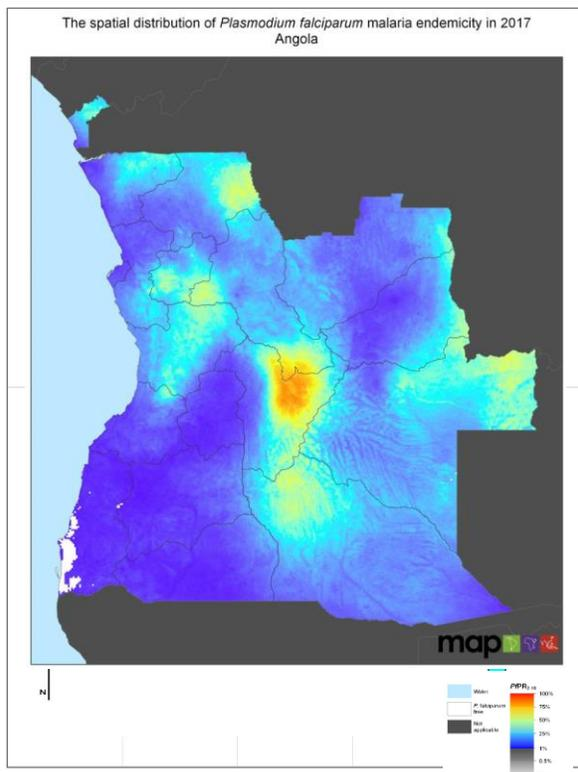 The spatial distribution of Plasmodium falciparum malaria endemicity in 2017
Angola
map
N
Water
P. falciparum
free
Not
applicable
100%
75%
50%
25%
1%
0.5%